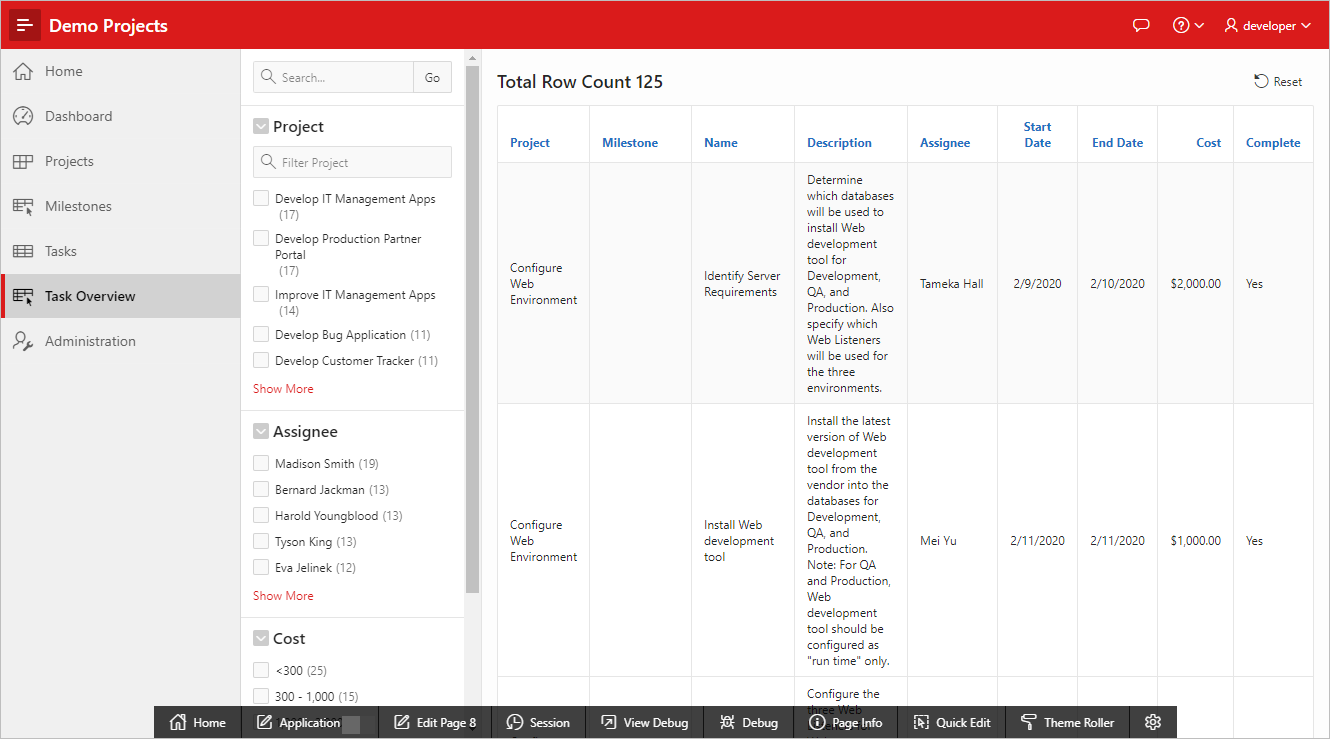 Demo Projects
developer
Home
Dashboard
Projects
Milestones
Tasks
Task Overview
Administration
Search...
Go
Project
Filter Project
Develop IT Management Apps
(17)
Develop Production Partner
Portal
(17)
Improve IT Management Apps
(14)
Develop Bug Application (11)
Develop Customer Tracker (11)
Show More
Assignee
Madison Smith (19)
Bernard Jackman (13)
Harold Youngblood (13)
Tyson King (13)
Eva Jelinek (12)
Show More
Cost
<300 (25)
300 - 1,000 (15)
Total Row Count 125
Reset
Project
Milestone
Name
Description
Assignee
Start
Date
End Date
Cost
Complete
Configure
Web
Environment
Identify Server
Requirements
Determine
which databases
will be used to
install Web
development
tool for
Development,
QA, and
Production. Also
specify which
Web Listeners
will be used for
the three
environments.
Tameka Hall
2/9/2020
2/10/2020
$2,000.00
Yes
Configure
Web
Environment
Install Web
development
tool
Install the latest
version of Web
development
tool from the
vendor into the
databases for
Development,
QA, and
Production.
Note: For QA
and Production,
Web
development
tool should be
configured as
"run time" only.
Mei Yu
2/11/2020
2/11/2020
$1,000.00
Yes
Configure the
Home
Application
Edit Page 8
Session
View Debug
Debug
Page Info
Quick Edit
Theme Roller